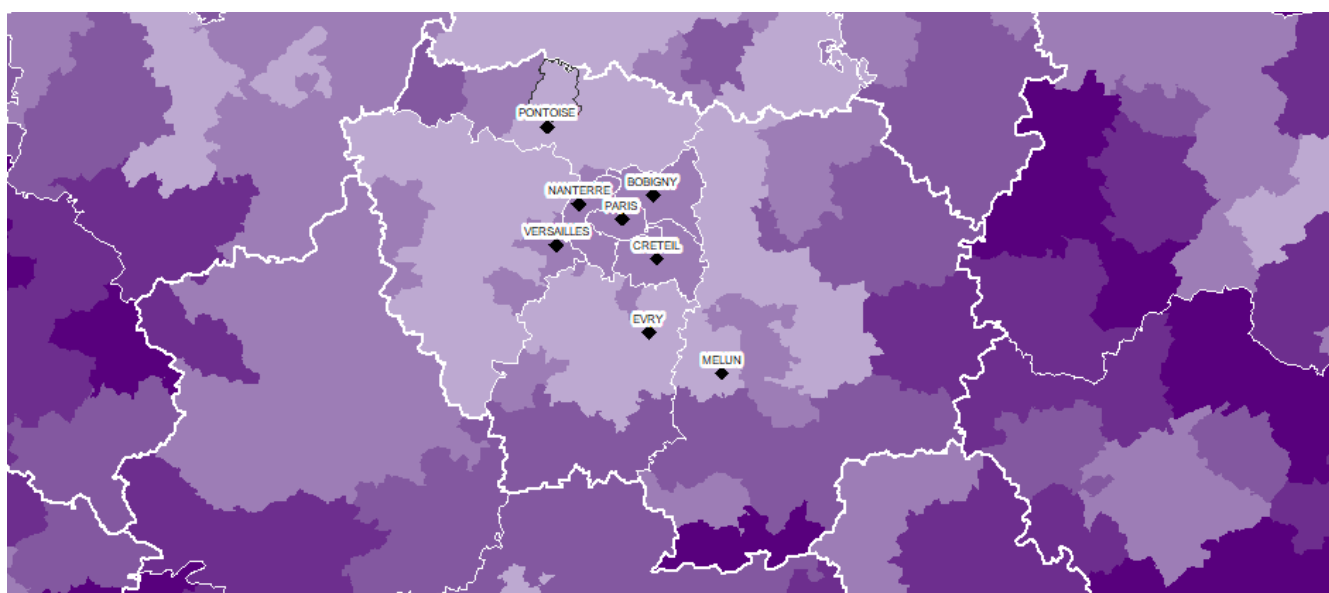 PONTOISE
BOBIGNY
NANTERRE
PARIS
VERSAILLES
CRETEIL
EVRY
MELUN